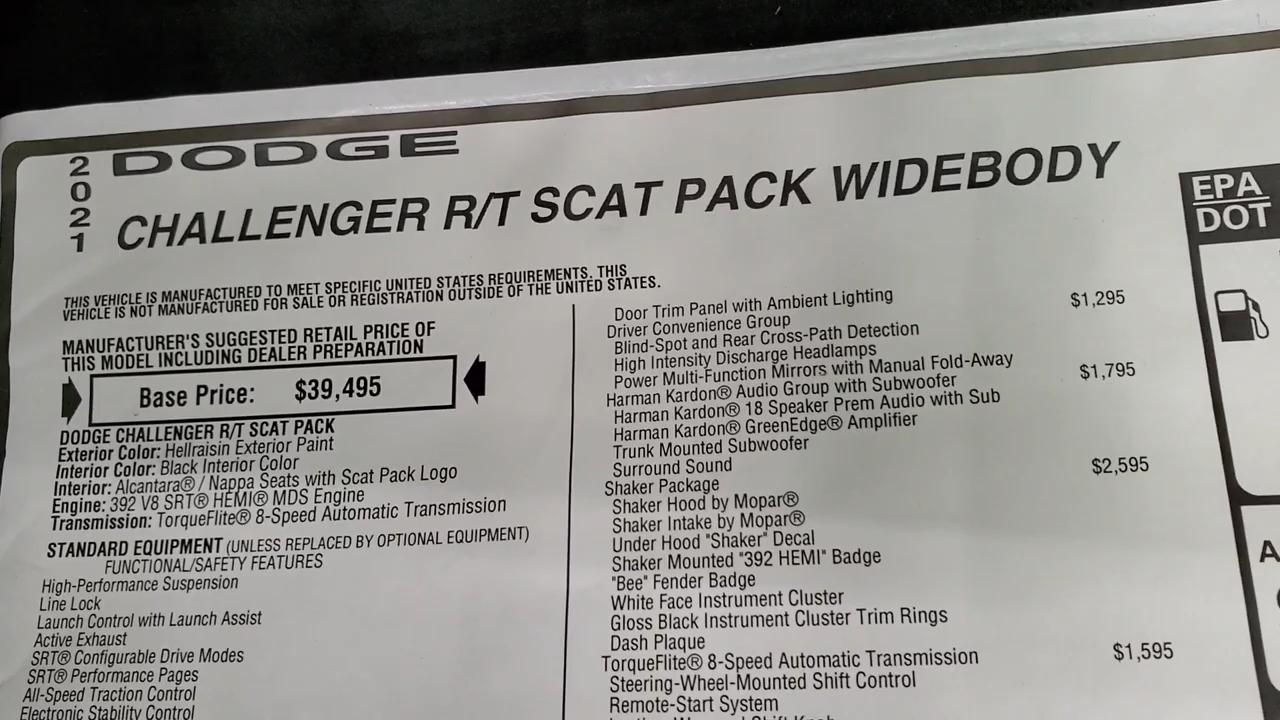 2021
DODGE
CHALLENGER R/T SCAT PACK WIDEBODY
THIS VEHICLE IS MANUFACTURED TO MEET SPECIFIC UNITED STATES REQUIREMENTS. THIS
VEHICLE IS NOT MANUFACTURED FOR SALE OR REGISTRATION OUTSIDE OF THE UNITED STATES.
MANUFACTURER'S SUGGESTED RETAIL PRICE OF
THIS MODEL INCLUDING DEALER PREPARATION
Base Price: $39,495
DODGE CHALLENGER R/T SCAT PACK
Exterior Color: Hellraisin Exterior Paint
Interior Color: Black Interior Color
Interior: Alcantara® / Nappa Seats with Scat Pack Logo
Engine: 392 V8 SRT® HEMI® MDS Engine
Transmission: TorqueFlite® 8-Speed Automatic Transmission
STANDARD EQUIPMENT (UNLESS REPLACED BY OPTIONAL EQUIPMENT)
FUNCTIONAL/SAFETY FEATURES
High-Performance Suspension
Line Lock
Launch Control with Launch Assist
Active Exhaust
SRT® Configurable Drive Modes
SRT® Performance Pages
All-Speed Traction Control
Electronic Stability Control
Door Trim Panel with Ambient Lighting
Driver Convenience Group $1,295
Blind-Spot and Rear Cross-Path Detection
High Intensity Discharge Headlamps
Power Multi-Function Mirrors with Manual Fold-Away
Harman Kardon® Audio Group with Subwoofer $1,795
Harman Kardon® 18 Speaker Prem Audio with Sub
Harman Kardon® GreenEdge® Amplifier
Trunk Mounted Subwoofer
Surround Sound
Shaker Package $2,595
Shaker Hood by Mopar®
Shaker Intake by Mopar®
Under Hood "Shaker" Decal
Shaker Mounted "392 HEMI" Badge
"Bee" Fender Badge
White Face Instrument Cluster
Gloss Black Instrument Cluster Trim Rings
Dash Plaque
TorqueFlite® 8-Speed Automatic Transmission $1,595
Steering-Wheel-Mounted Shift Control
Remote-Start System
EPA
DOT